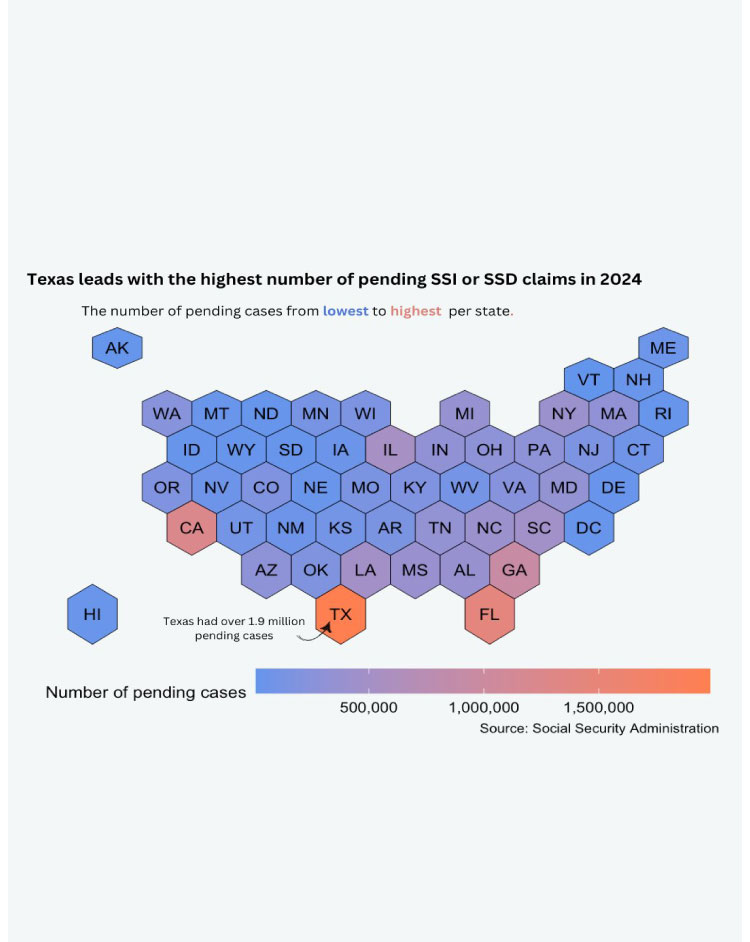 Texas leads with the highest number of pending SSI or SSD claims in 2024
The number of pending cases from lowest to highest per state.
AK
ME
VT NH
WA MT ND MN WI MI NY MA RI
ID WY SD IA IL IN OH PA NJ CT
OR NV CO NE MO KY WV VA MD DE
CA UT NM KS AR TN NC SC DC
AZ OK LA MS AL GA
HI TX FL
Texas had over 1.9 million
pending cases
Number of pending cases
500,000 1,000,000 1,500,000
Source: Social Security Administration